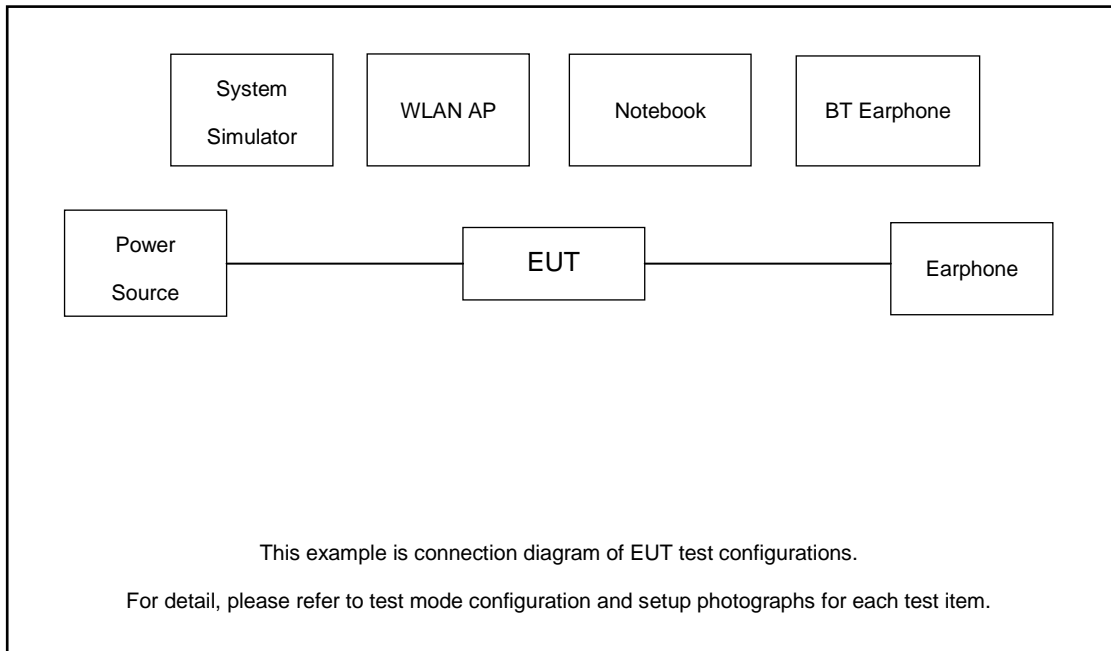 System
Simulator
WLAN AP
Notebook
BT Earphone
Power
Source
EUT
Earphone
This example is connection diagram of EUT test configurations.
For detail, please refer to test mode configuration and setup photographs for each test item.